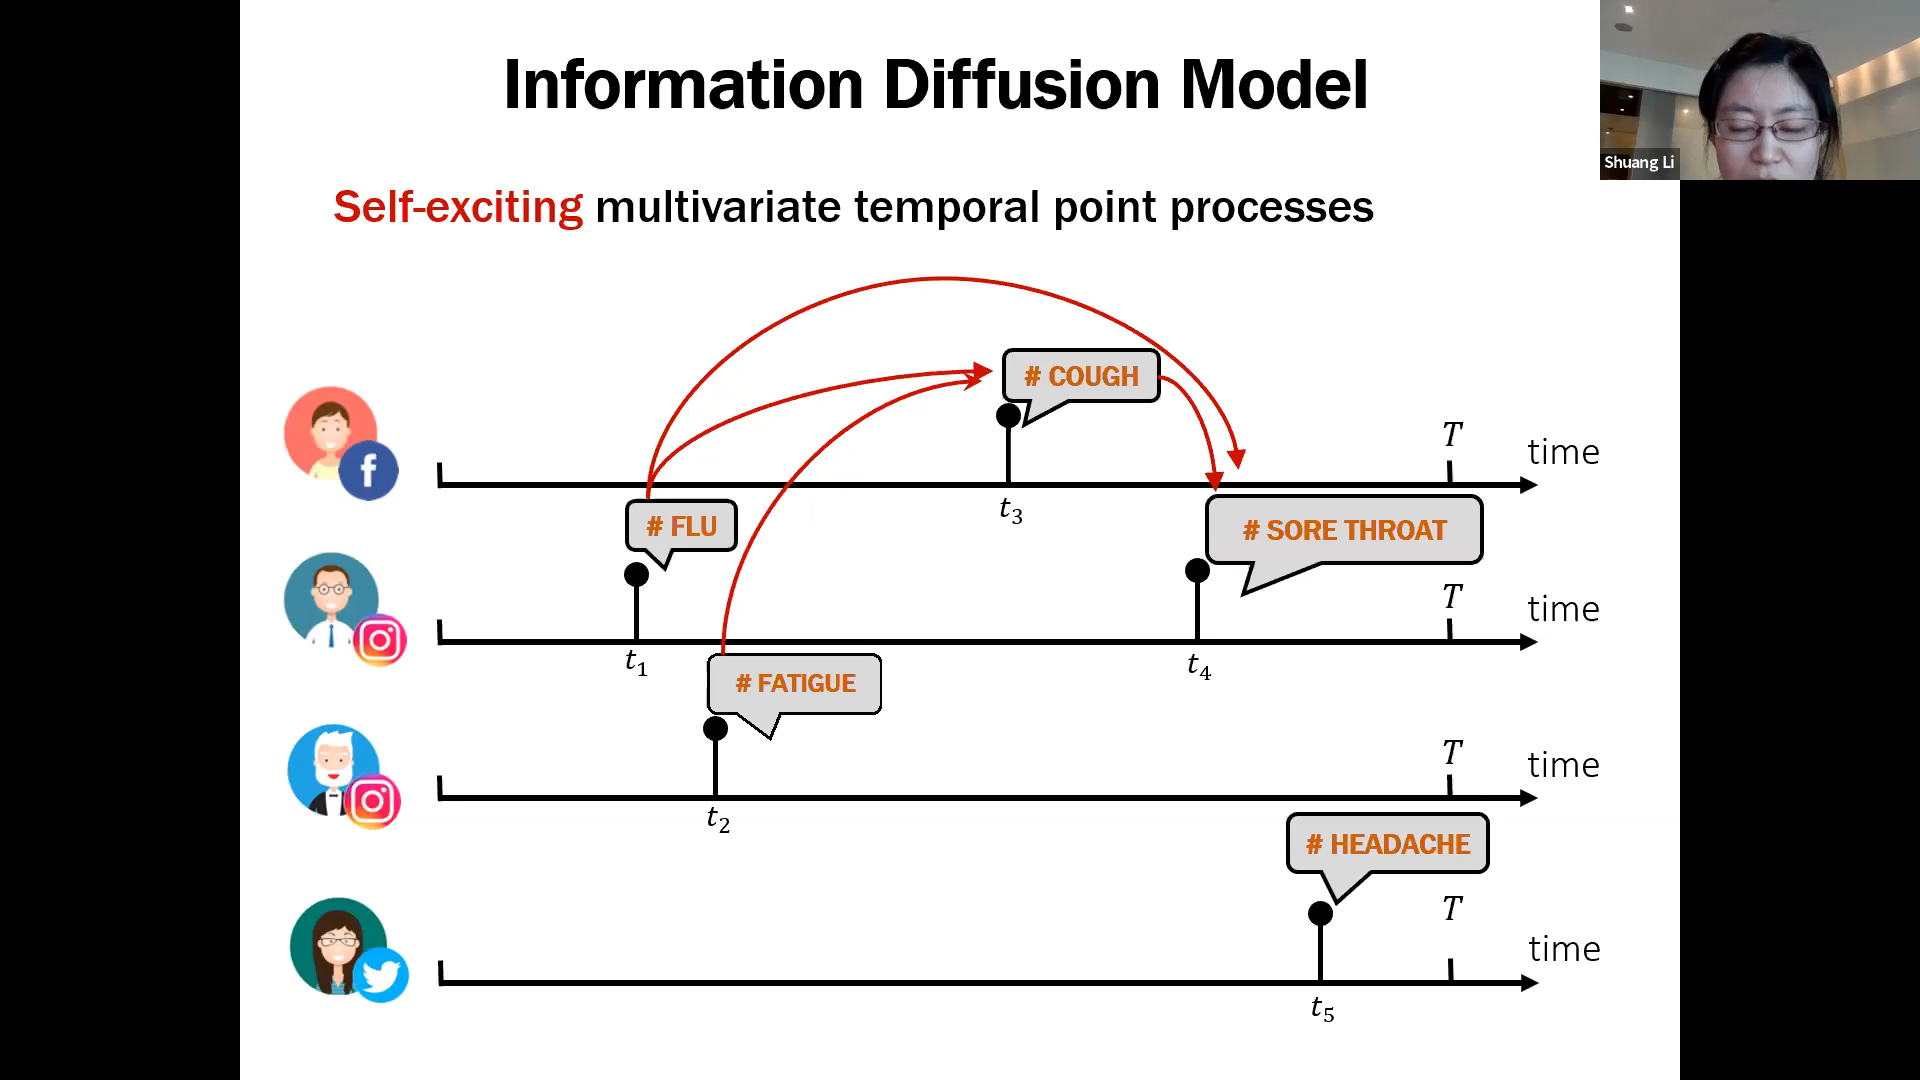 Information Diffusion Model
Shuang Li
Self-exciting multivariate temporal point processes
# COUGH
T
time
t3
# FLU
# SORE THROAT
T
time
t1
t4
# FATIGUE
T
time
t2
# HEADACHE
T
time
t5